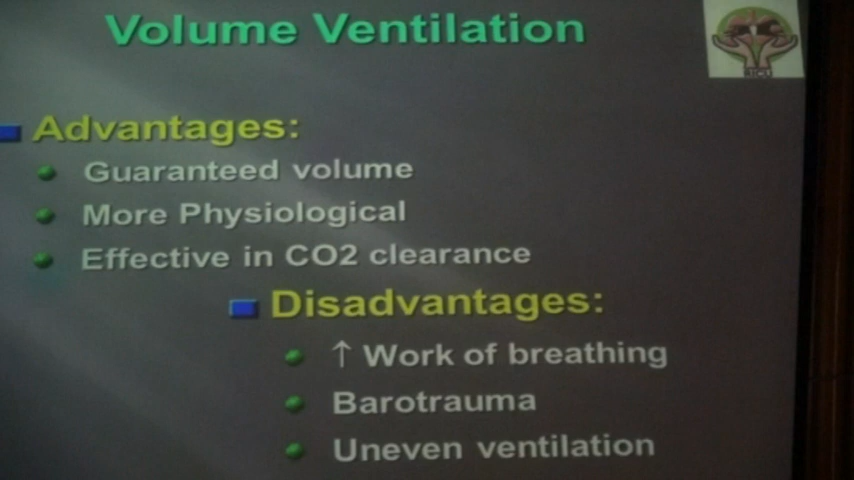 Volume Ventilation
Advantages:
Guaranteed volume
More Physiological
Effective in CO2 clearance
Disadvantages:
↑ Work of breathing
Barotrauma
Uneven ventilation